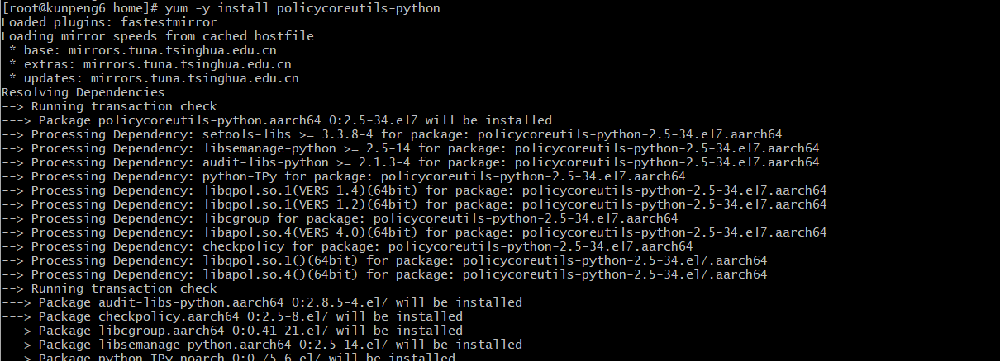 [root@kunpeng6 home]# yum -y install policycoreutils-python
Loaded plugins: fastestmirror
Loading mirror speeds from cached hostfile
 * base: mirrors.tuna.tsinghua.edu.cn
 * extras: mirrors.tuna.tsinghua.edu.cn
 * updates: mirrors.tuna.tsinghua.edu.cn
Resolving Dependencies
--> Running transaction check
---> Package policycoreutils-python.aarch64 0:2.5-34.el7 will be installed
--> Processing Dependency: setools-libs >= 3.3.8-4 for package: policycoreutils-python-2.5-34.el7.aarch64
--> Processing Dependency: libsemanage-python >= 2.5-14 for package: policycoreutils-python-2.5-34.el7.aarch64
--> Processing Dependency: audit-libs-python >= 2.1.3-4 for package: policycoreutils-python-2.5-34.el7.aarch64
--> Processing Dependency: python-IPy for package: policycoreutils-python-2.5-34.el7.aarch64
--> Processing Dependency: libqpol.so.1(VERS_1.4)(64bit) for package: policycoreutils-python-2.5-34.el7.aarch64
--> Processing Dependency: libqpol.so.1(VERS_1.2)(64bit) for package: policycoreutils-python-2.5-34.el7.aarch64
--> Processing Dependency: libcgroup for package: policycoreutils-python-2.5-34.el7.aarch64
--> Processing Dependency: libapol.so.4(VERS_4.0)(64bit) for package: policycoreutils-python-2.5-34.el7.aarch64
--> Processing Dependency: checkpolicy for package: policycoreutils-python-2.5-34.el7.aarch64
--> Processing Dependency: libqpol.so.1()(64bit) for package: policycoreutils-python-2.5-34.el7.aarch64
--> Processing Dependency: libapol.so.4()(64bit) for package: policycoreutils-python-2.5-34.el7.aarch64
--> Running transaction check
---> Package audit-libs-python.aarch64 0:2.8.5-4.el7 will be installed
---> Package checkpolicy.aarch64 0:2.5-8.el7 will be installed
---> Package libcgroup.aarch64 0:0.41-21.el7 will be installed
---> Package libsemanage-python.aarch64 0:2.5-14.el7 will be installed
---> Package python-IPy.noarch 0:0.75-6.el7 will be installed